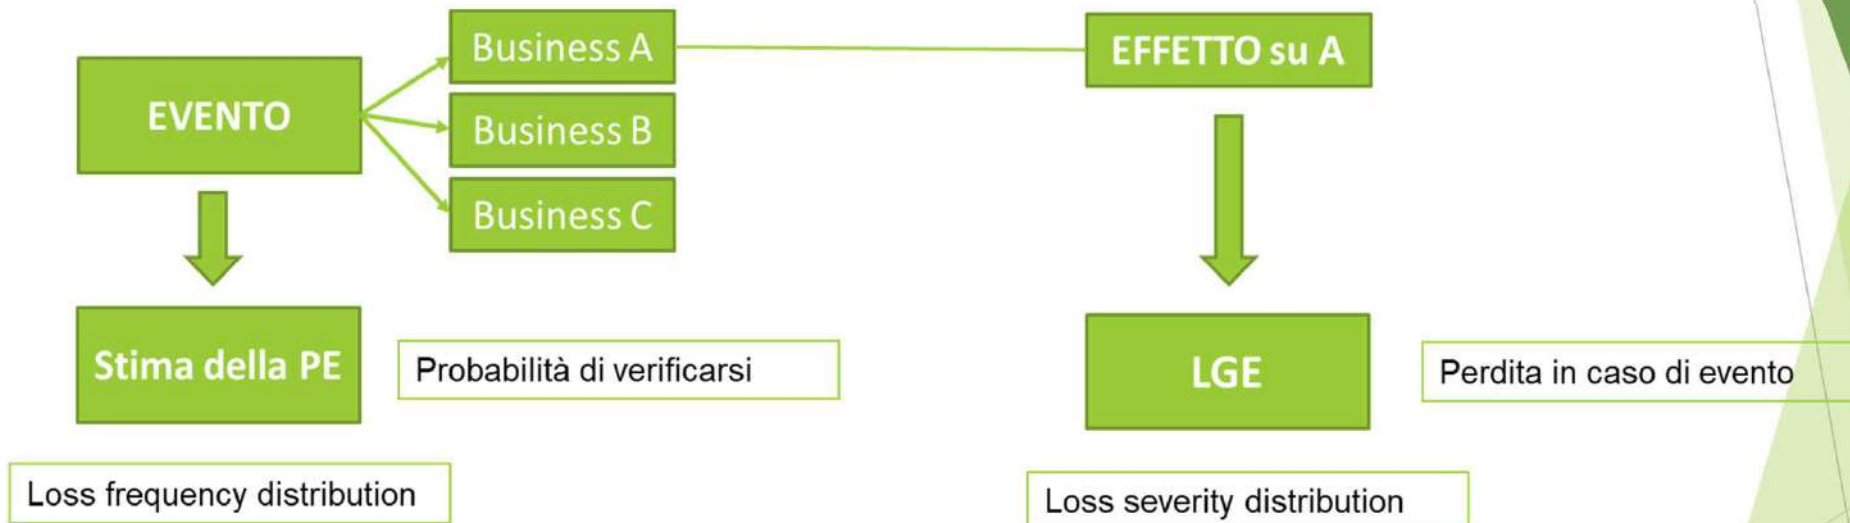 Business A
EFFETTO su A
EVENTO
Business B
Business C
Stima della PE
Probabilità di verificarsi
LGE
Perdita in caso di evento
Loss frequency distribution
Loss severity distribution